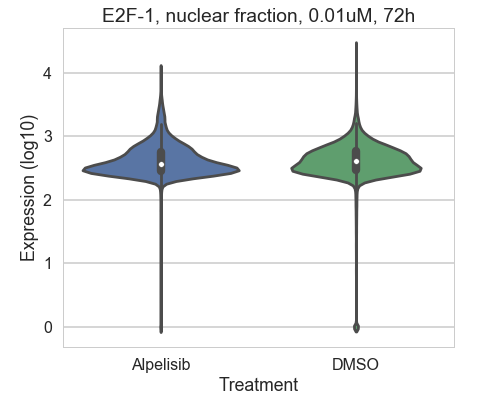 E2F-1, nuclear fraction, 0.01uM, 72h
Expression (log10)
4
3
2
1
0
Alpelisib DMSO
Treatment